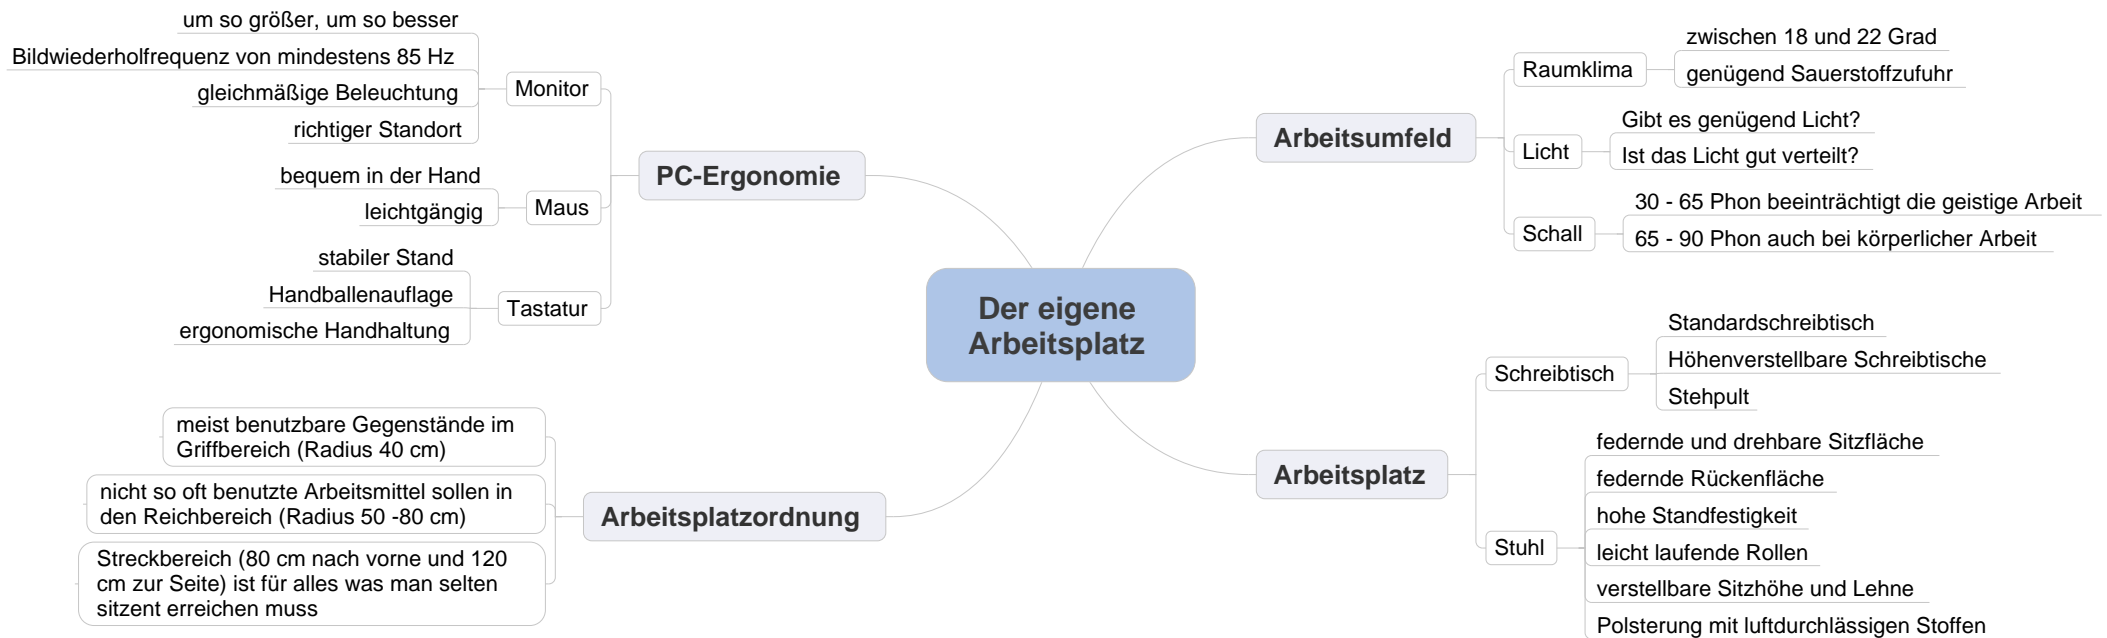 Der eigene
Arbeitsplatz
PC-Ergonomie
Monitor
um so größer, um so besser
Bildwiederholfrequenz von mindestens 85 Hz
gleichmäßige Beleuchtung
richtiger Standort
Maus
bequem in der Hand
leichtgängig
Tastatur
stabiler Stand
Handballenauflage
ergonomische Handhaltung
Arbeitsplatzordnung
meist benutzbare Gegenstände im
Griffbereich (Radius 40 cm)
nicht so oft benutzte Arbeitsmittel sollen in
den Reichbereich (Radius 50 -80 cm)
Streckbereich (80 cm nach vorne und 120
cm zur Seite) ist für alles was man selten
sitzent erreichen muss
Arbeitsumfeld
Raumklima
zwischen 18 und 22 Grad
genügend Sauerstoffzufuhr
Licht
Gibt es genügend Licht?
Ist das Licht gut verteilt?
Schall
30 - 65 Phon beeinträchtigt die geistige Arbeit
65 - 90 Phon auch bei körperlicher Arbeit
Arbeitsplatz
Schreibtisch
Standardschreibtisch
Höhenverstellbare Schreibtische
Stehpult
Stuhl
federnde und drehbare Sitzfläche
federnde Rückenfläche
hohe Standfestigkeit
leicht laufende Rollen
verstellbare Sitzhöhe und Lehne
Polsterung mit luftdurchlässigen Stoffen